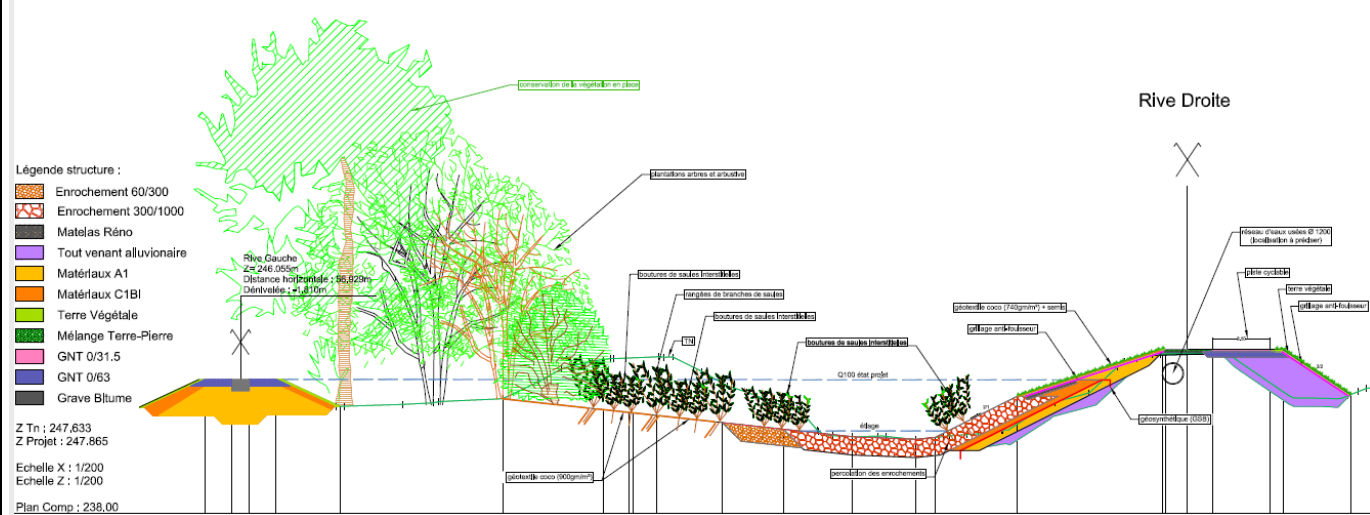 conservation de la végétation en place
Rive Droite
Légende structure :
Enrochement 60/300
Enrochement 300/1000
Matelas Réno
Tout venant alluvionaire
Matériaux A1
Matériaux C1BI
Terre Végétale
Mélange Terre-Pierre
GNT 0/31.5
GNT 0/63
Grave Bitume
Z Tn : 247,633
Z Projet : 247.865
Echelle X : 1/200
Echelle Z : 1/200
Plan Comp : 238,00
Rive Gauche
Z= 246.055m
Distance horizontale : 56,929m
Dénivelée : -1,810m
plantations arbres et arbustive
boutures de saules interstitielles
rangées de branches de saules
boutures de saules interstitielles
TN
boutures de saules interstitielles
Q100 état projet
étiage
géotextile coco (900gm/m²)
percolation des enrochements
géotextile coco (740gm/m²) + semis
grillage anti-fouisseur
réseau d'eaux usées Ø 1200
(localisation à préciser)
piste cyclable
terre végétale
grillage anti-fouisseur
géosynthétique (GSB)